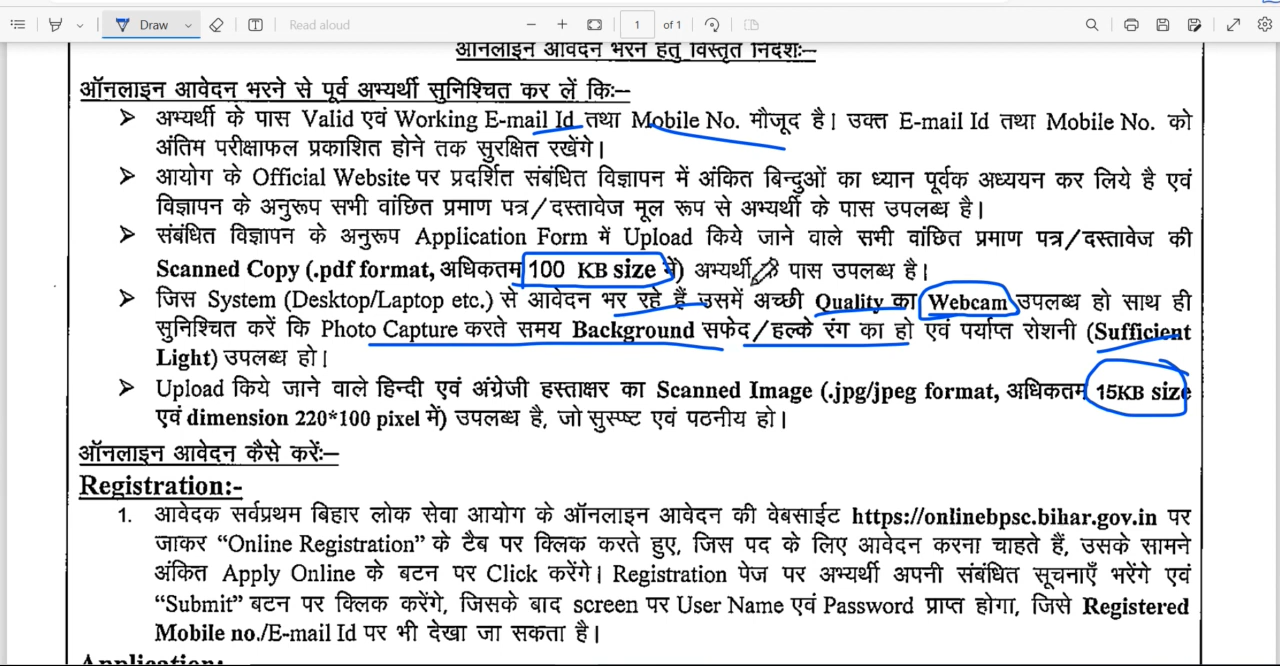 Draw
Read aloud
1
of 1
ऑनलाइन आवेदन भरने हेतु विस्तृत निर्देशः–
ऑनलाइन आवेदन भरने से पूर्व अभ्यर्थी सुनिश्चित कर लें किः–
➢ अभ्यर्थी के पास Valid एवं Working E-mail Id तथा Mobile No. मौजूद है। उक्त E-mail Id तथा Mobile No. को
अंतिम परीक्षाफल प्रकाशित होने तक सुरक्षित रखेंगे।
➢ आयोग के Official Website पर प्रदर्शित संबंधित विज्ञापन में अंकित बिन्दुओं का ध्यान पूर्वक अध्ययन कर लिये है एवं
विज्ञापन के अनुरूप सभी वांछित प्रमाण पत्र/दस्तावेज मूल रूप से अभ्यर्थी के पास उपलब्ध है।
➢ संबंधित विज्ञापन के अनुरूप Application Form में Upload किये जाने वाले सभी वांछित प्रमाण पत्र/दस्तावेज की
Scanned Copy (.pdf format, अधिकतम 100 KB size में) अभ्यर्थी पास उपलब्ध है।
➢ जिस System (Desktop/Laptop etc.) से आवेदन भर रहे हैं उसमें अच्छी Quality का Webcam उपलब्ध हो साथ ही
सुनिश्चित करें कि Photo Capture करते समय Background सफेद/हल्के रंग का हो एवं पर्याप्त रोशनी (Sufficient
Light) उपलब्ध हो।
➢ Upload किये जाने वाले हिन्दी एवं अंग्रेजी हस्ताक्षर का Scanned Image (.jpg/jpeg format, अधिकतम 15KB size
एवं dimension 220*100 pixel में) उपलब्ध है, जो सुस्प्ष्ट एवं पठनीय हो।
ऑनलाइन आवेदन कैसे करेंः–
Registration:-
1. आवेदक सर्वप्रथम बिहार लोक सेवा आयोग के ऑनलाइन आवेदन की वेबसाईट https://onlinebpsc.bihar.gov.in पर
जाकर “Online Registration” के टैब पर क्लिक करते हुए, जिस पद के लिए आवेदन करना चाहते हैं, उसके सामने
अंकित Apply Online के बटन पर Click करेंगे। Registration पेज पर अभ्यर्थी अपनी संबंधित सूचनाएँ भरेंगे एवं
“Submit” बटन पर क्लिक करेंगे, जिसके बाद screen पर User Name एवं Password प्राप्त होगा, जिसे Registered
Mobile no./E-mail Id पर भी देखा जा सकता है।
Application:-